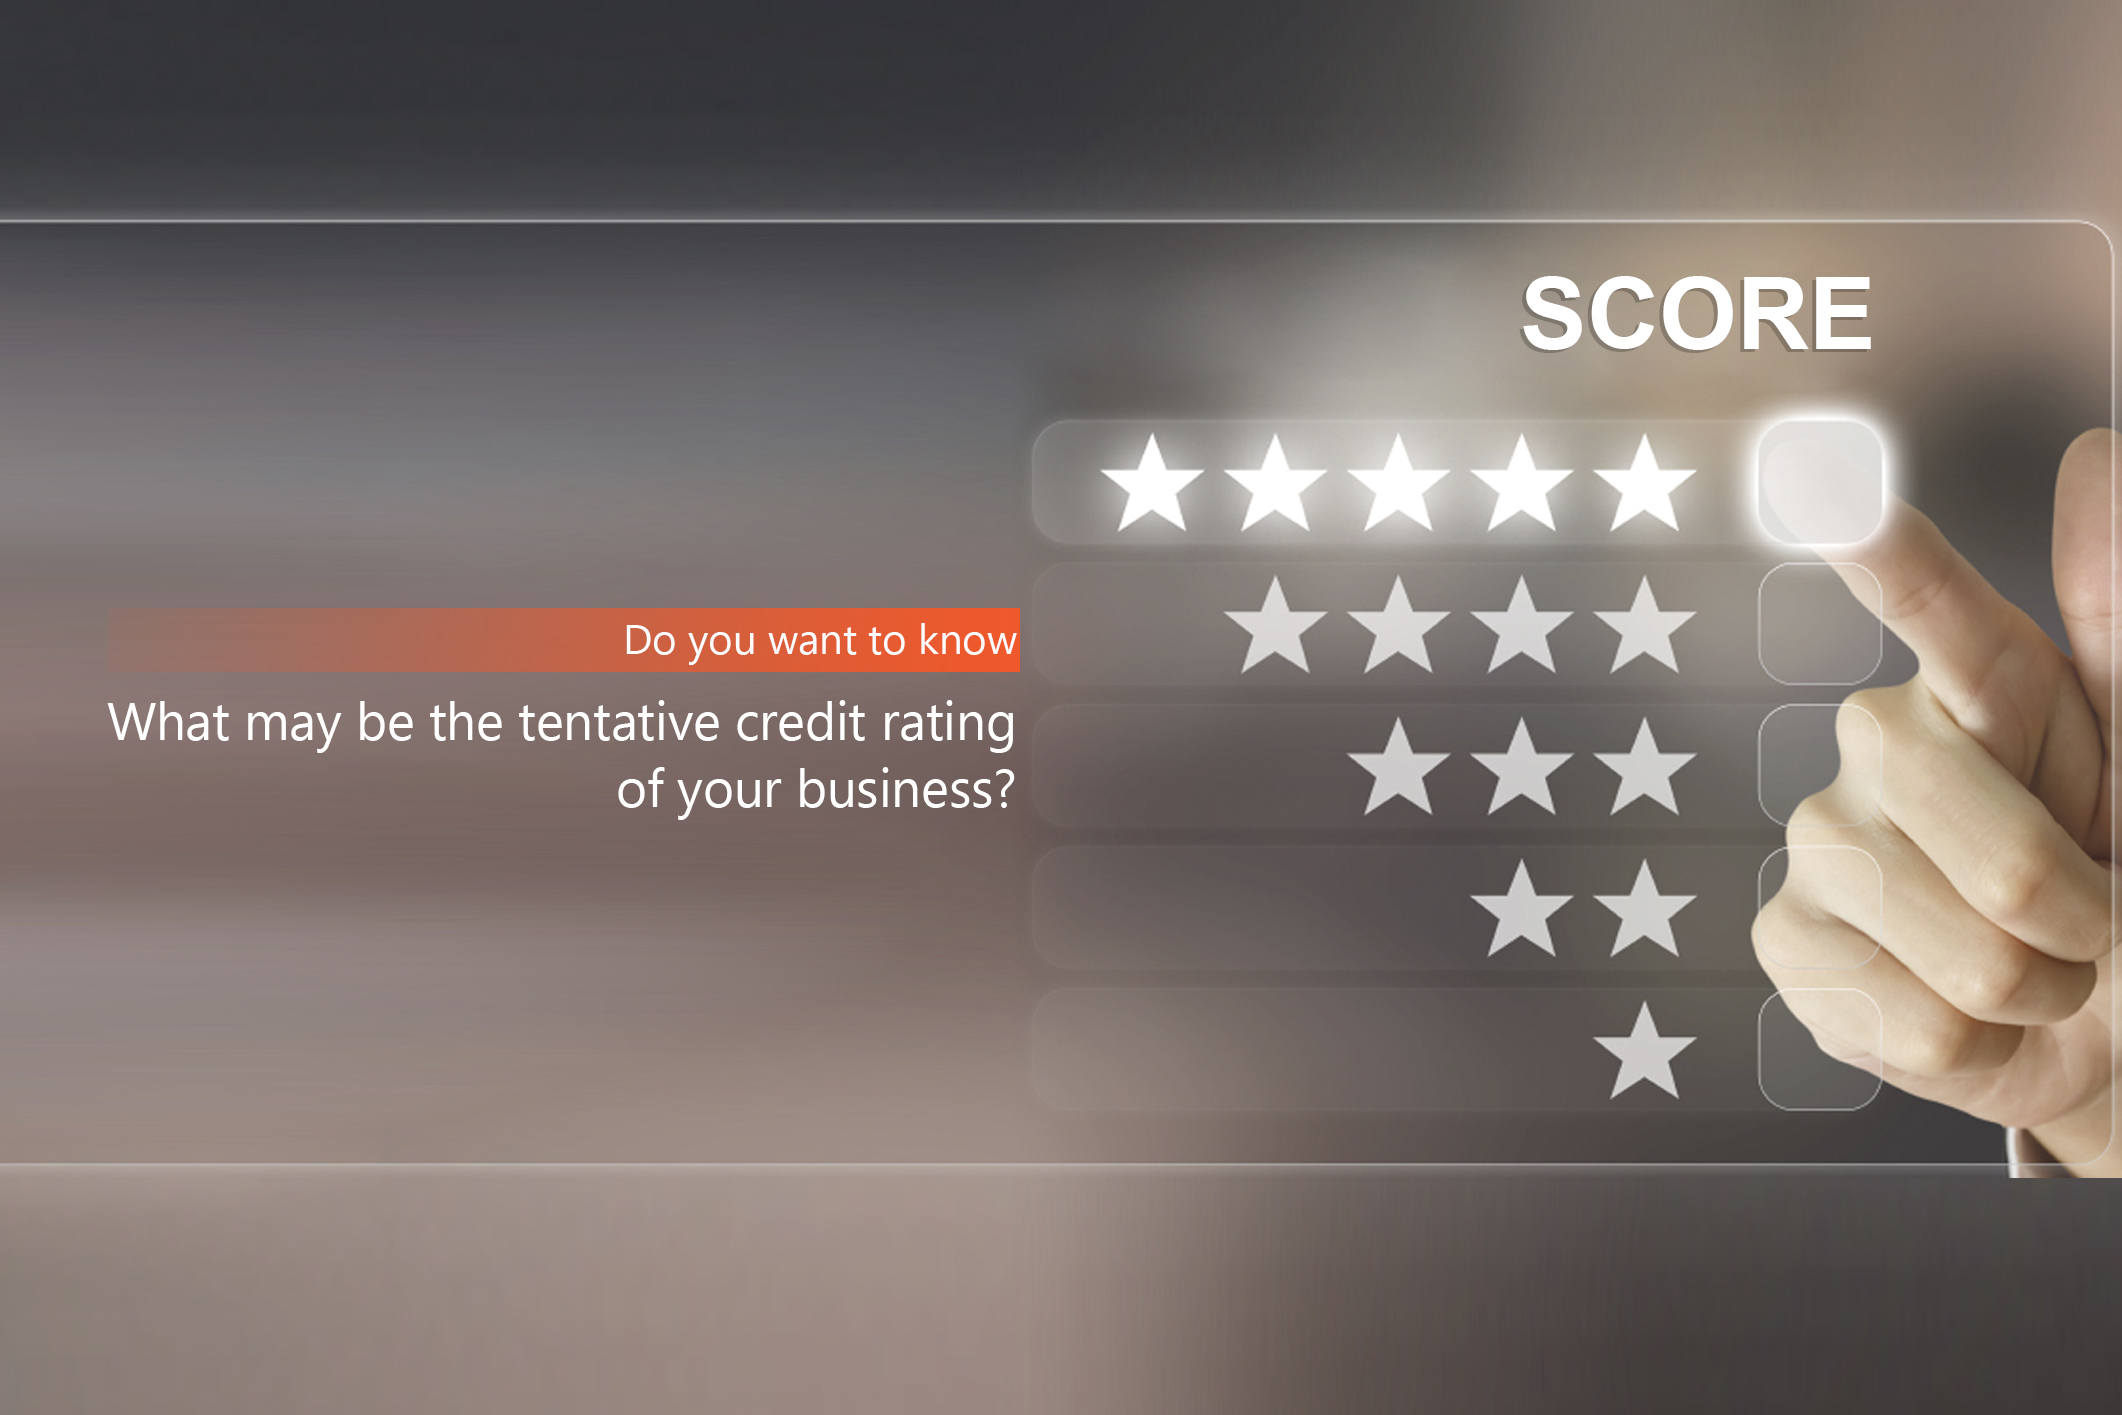 SCORE
Do you want to know
What may be the tentative credit rating
of your business?